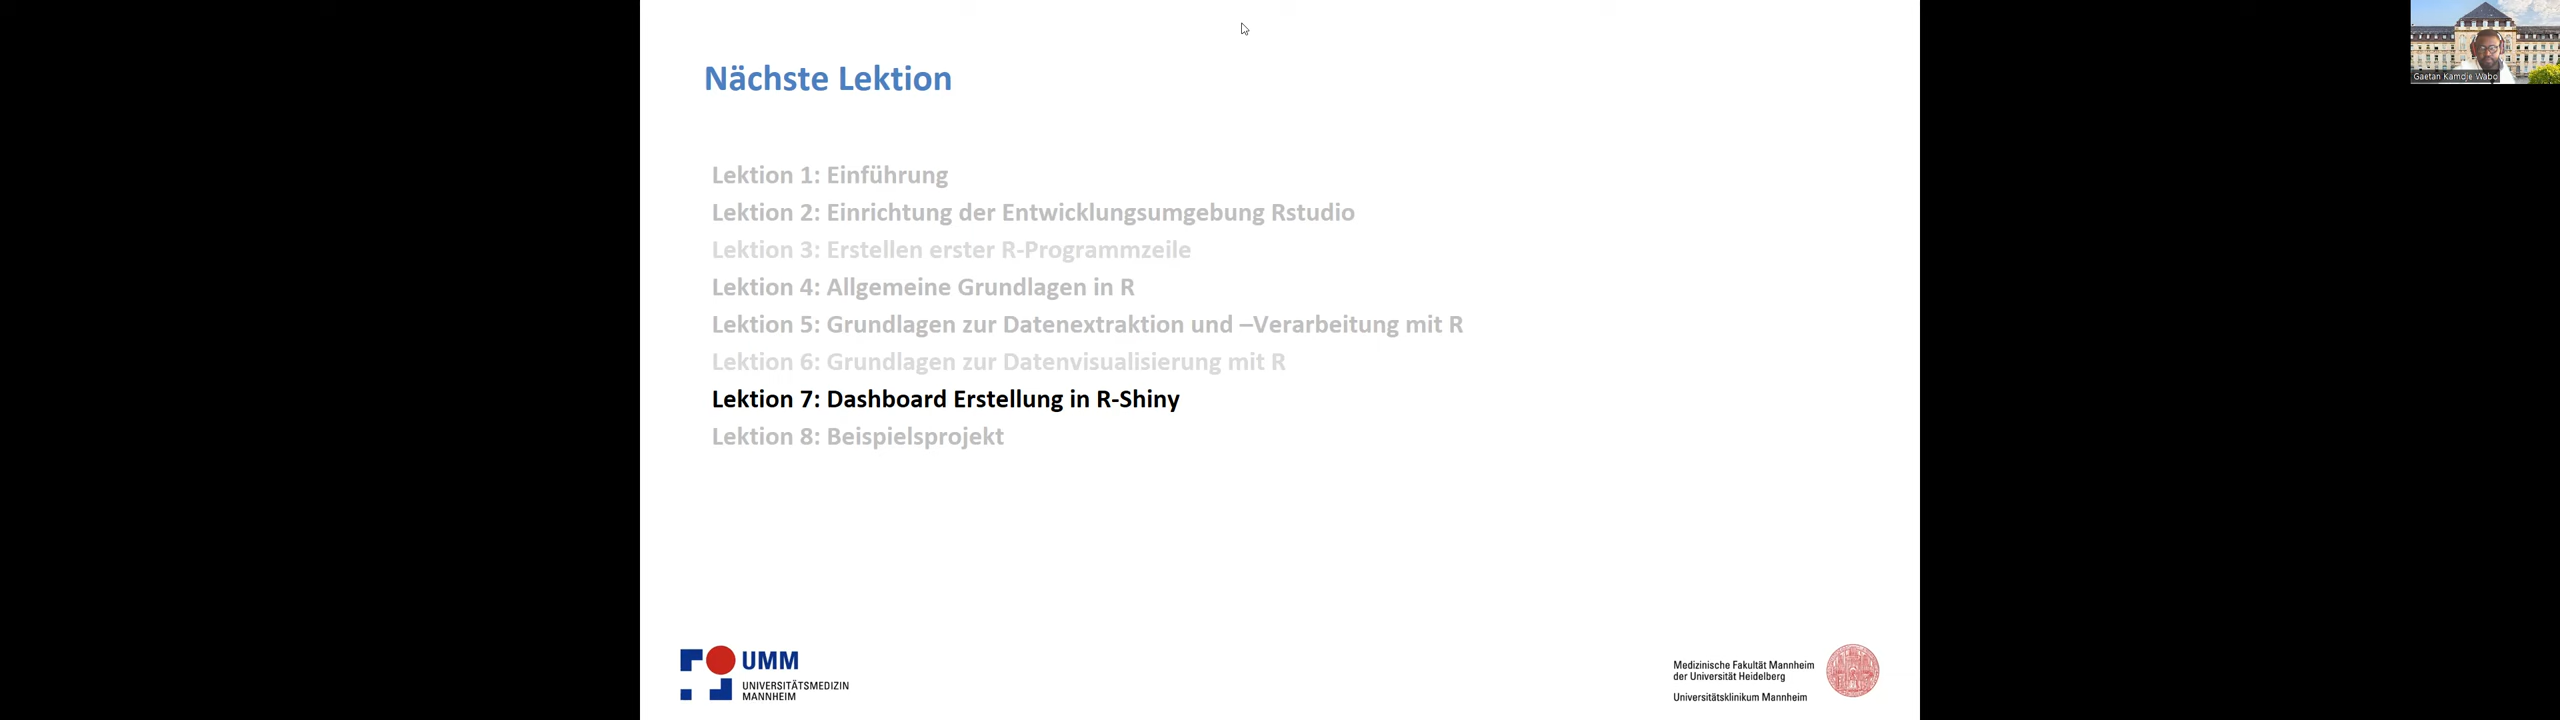 Nächste Lektion
Lektion 1: Einführung
Lektion 2: Einrichtung der Entwicklungsumgebung Rstudio
Lektion 3: Erstellen erster R-Programmzeile
Lektion 4: Allgemeine Grundlagen in R
Lektion 5: Grundlagen zur Datenextraktion und –Verarbeitung mit R
Lektion 6: Grundlagen zur Datenvisualisierung mit R
Lektion 7: Dashboard Erstellung in R-Shiny
Lektion 8: Beispielsprojekt
UMM
UNIVERSITÄTSMEDIZIN
MANNHEIM
Medizinische Fakultät Mannheim
der Universität Heidelberg
Universitätsklinikum Mannheim
Gaetan Kamdje Wabo